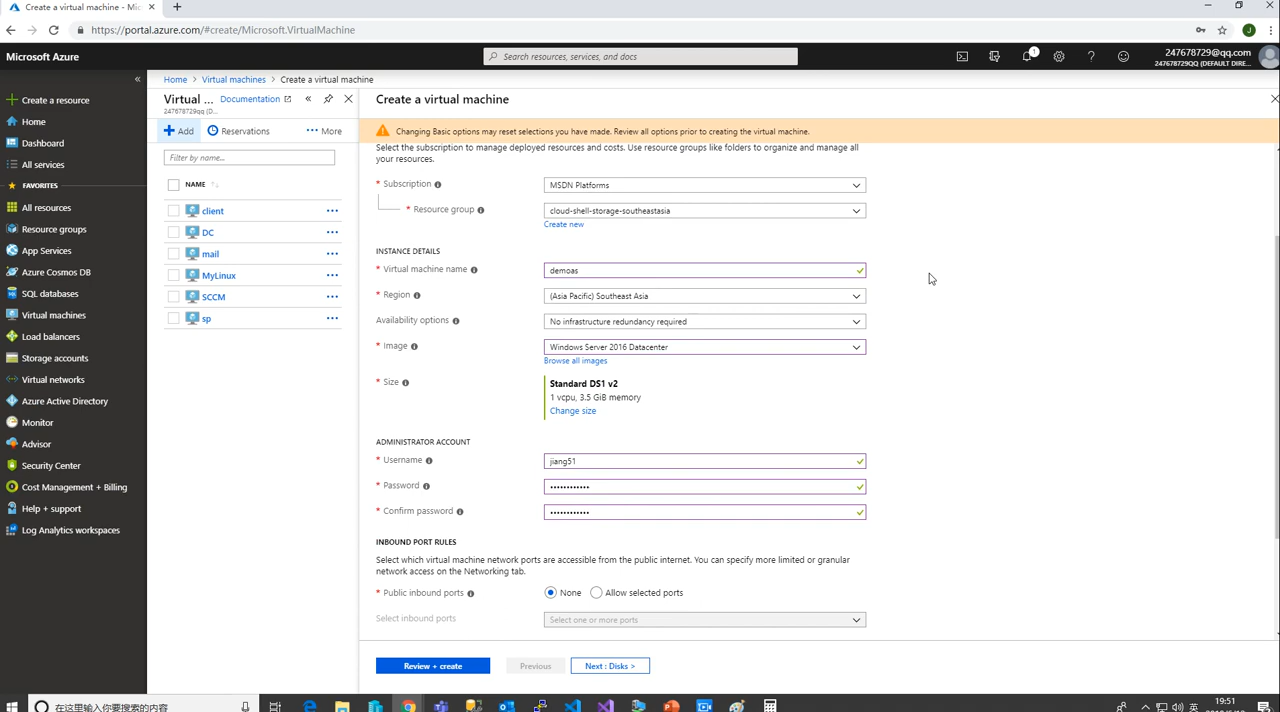 Create a virtual machine - Mic
https://portal.azure.com/#create/Microsoft.VirtualMachine
J
Microsoft Azure
Search resources, services, and docs
1
247678729@qq.com
247678729QQ (DEFAULT DIRE...
Create a resource
Home
Dashboard
All services
FAVORITES
All resources
Resource groups
App Services
Azure Cosmos DB
SQL databases
Virtual machines
Load balancers
Storage accounts
Virtual networks
Azure Active Directory
Monitor
Advisor
Security Center
Cost Management + Billing
Help + support
Log Analytics workspaces
Home > Virtual machines > Create a virtual machine
Virtual ...
Documentation
247678729qq (D...
Add
Reservations
More
Filter by name...
NAME
client
DC
mail
MyLinux
SCCM
sp
Create a virtual machine
Changing Basic options may reset selections you have made. Review all options prior to creating the virtual machine.
Select the subscription to manage deployed resources and costs. Use resource groups like folders to organize and manage all
your resources.
* Subscription
MSDN Platforms
* Resource group
cloud-shell-storage-southeastasia
Create new
INSTANCE DETAILS
* Virtual machine name
demoas
* Region
(Asia Pacific) Southeast Asia
Availability options
No infrastructure redundancy required
* Image
Windows Server 2016 Datacenter
Browse all images
* Size
Standard DS1 v2
1 vcpu, 3.5 GiB memory
Change size
ADMINISTRATOR ACCOUNT
* Username
jiang51
* Password
••••••••••••
* Confirm password
••••••••••••
INBOUND PORT RULES
Select which virtual machine network ports are accessible from the public internet. You can specify more limited or granular
network access on the Networking tab.
* Public inbound ports
None
Allow selected ports
Select inbound ports
Select one or more ports
Review + create
Previous
Next : Disks >
在这里输入你要搜索的内容
英
19:51